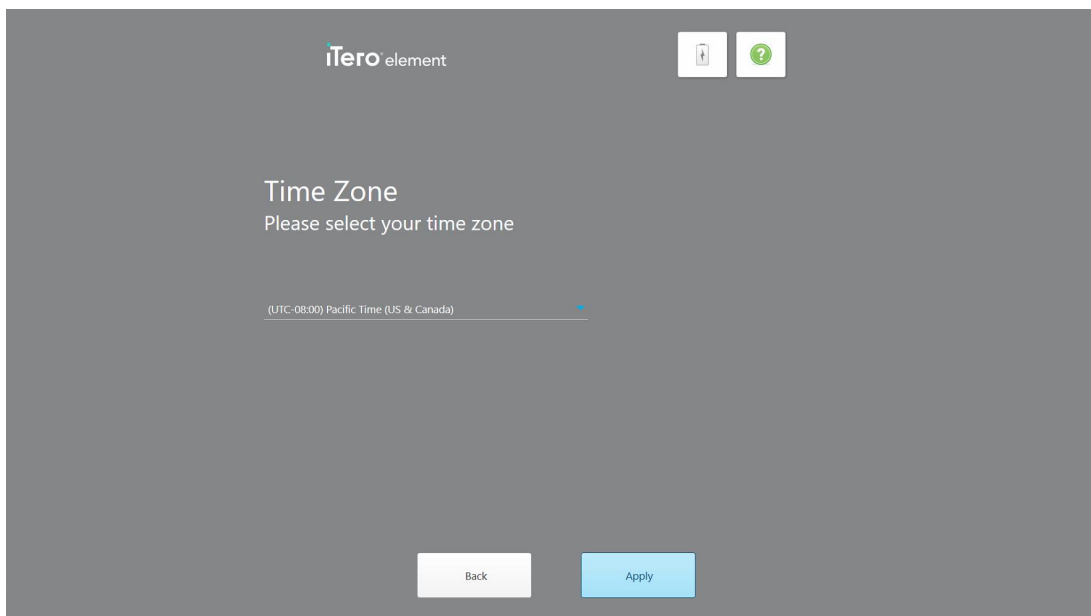 iTero element
?
Time Zone
Please select your time zone
(UTC-08:00) Pacific Time (US & Canada)
Back
Apply